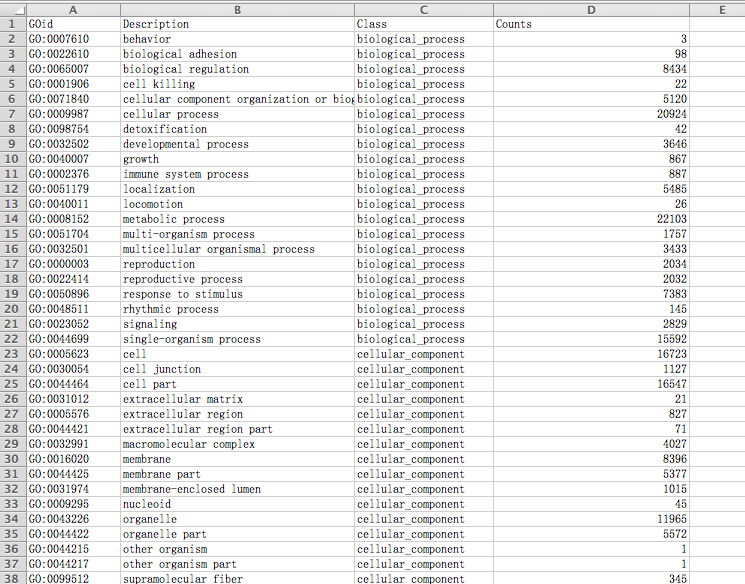 A B C D E
1 GOid Description Class Counts
2 GO:0007610 behavior biological_process 3
3 GO:0022610 biological adhesion biological_process 98
4 GO:0065007 biological regulation biological_process 8434
5 GO:0001906 cell killing biological_process 22
6 GO:0071840 cellular component organization or biog biological_process 5120
7 GO:0009987 cellular process biological_process 20924
8 GO:0098754 detoxification biological_process 42
9 GO:0032502 developmental process biological_process 3646
10 GO:0040007 growth biological_process 867
11 GO:0002376 immune system process biological_process 887
12 GO:0051179 localization biological_process 5485
13 GO:0040011 locomotion biological_process 26
14 GO:0008152 metabolic process biological_process 22103
15 GO:0051704 multi-organism process biological_process 1757
16 GO:0032501 multicellular organismal process biological_process 3433
17 GO:0000003 reproduction biological_process 2034
18 GO:0022414 reproductive process biological_process 2032
19 GO:0050896 response to stimulus biological_process 7383
20 GO:0048511 rhythmic process biological_process 145
21 GO:0023052 signaling biological_process 2829
22 GO:0044699 single-organism process biological_process 15592
23 GO:0005623 cell cellular_component 16723
24 GO:0030054 cell junction cellular_component 1127
25 GO:0044464 cell part cellular_component 16547
26 GO:0031012 extracellular matrix cellular_component 21
27 GO:0005576 extracellular region cellular_component 827
28 GO:0044421 extracellular region part cellular_component 71
29 GO:0032991 macromolecular complex cellular_component 4027
30 GO:0016020 membrane cellular_component 8396
31 GO:0044425 membrane part cellular_component 5377
32 GO:0031974 membrane-enclosed lumen cellular_component 1015
33 GO:0009295 nucleoid cellular_component 45
34 GO:0043226 organelle cellular_component 11965
35 GO:0044422 organelle part cellular_component 5572
36 GO:0044215 other organism cellular_component 1
37 GO:0044217 other organism part cellular_component 1
38 GO:0099512 supramolecular fiber cellular_component 345